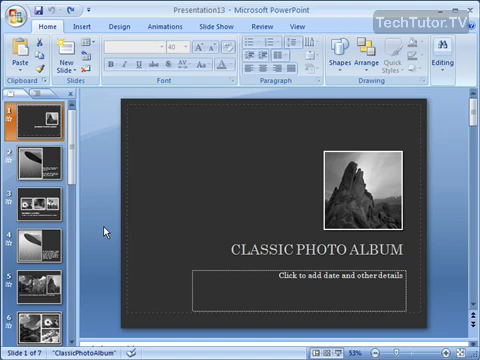 Presentation13 - Microsoft PowerPoint
TechTutor.TV
Home
Insert
Design
Animations
Slide Show
Review
View
Paste
New
Slide
40
Shapes
Arrange
Quick
Styles
Editing
Clipboard
Slides
Font
Paragraph
Drawing
1
2
3
4
5
6
CLASSIC PHOTO ALBUM
Click to add date and other details
Slide 1 of 7
"ClassicPhotoAlbum"
53%